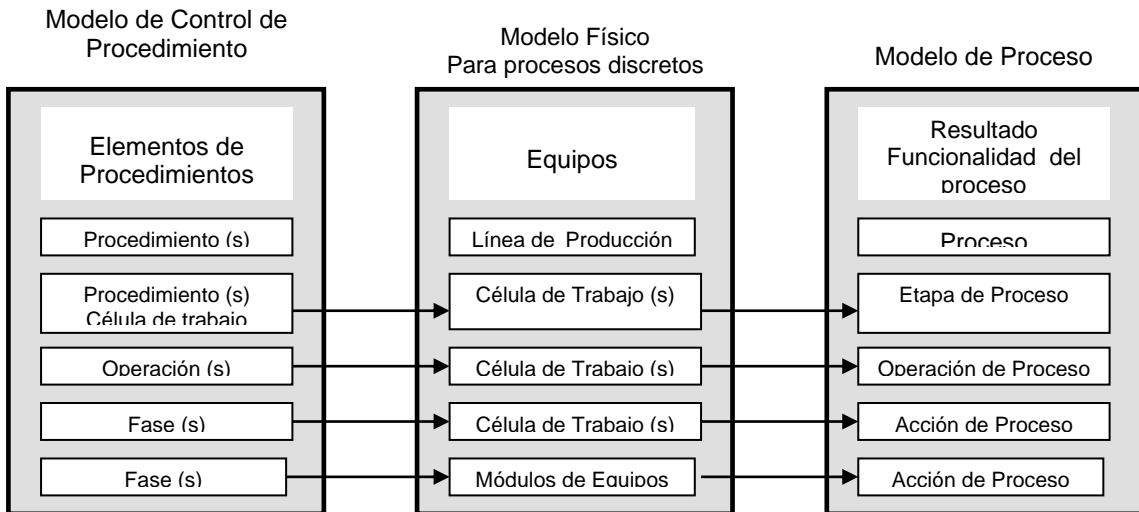 Modelo de Control de
Procedimiento
Modelo Físico
Para procesos discretos
Modelo de Proceso
Elementos de
Procedimientos
Equipos
Resultado
Funcionalidad del
proceso
Procedimiento (s)
Línea de Producción
Proceso
Procedimiento (s)
Célula de trabajo
Célula de Trabajo (s)
Etapa de Proceso
Operación (s)
Célula de Trabajo (s)
Operación de Proceso
Fase (s)
Célula de Trabajo (s)
Acción de Proceso
Fase (s)
Módulos de Equipos
Acción de Proceso